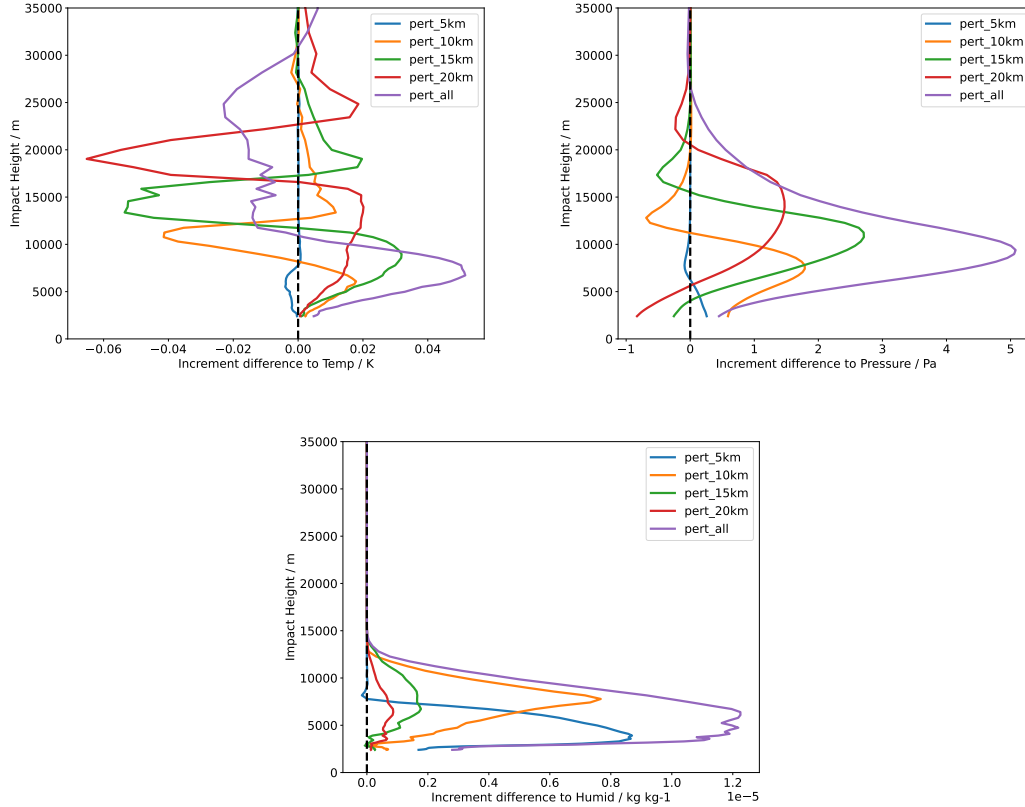 35000
30000
25000
20000
15000
10000
5000
0
Impact Height / m
−0.06 −0.04 −0.02 0.00 0.02 0.04
Increment difference to Temp / K
pert_5km
pert_10km
pert_15km
pert_20km
pert_all
35000
30000
25000
20000
15000
10000
5000
0
Impact Height / m
−1 0 1 2 3 4 5
Increment difference to Pressure / Pa
pert_5km
pert_10km
pert_15km
pert_20km
pert_all
35000
30000
25000
20000
15000
10000
5000
0
Impact Height / m
0.0 0.2 0.4 0.6 0.8 1.0 1.2
1e−5
Increment difference to Humid / kg kg-1
pert_5km
pert_10km
pert_15km
pert_20km
pert_all